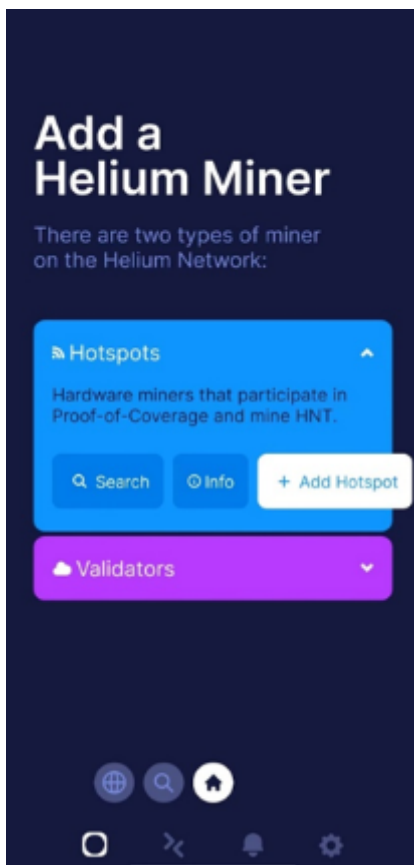 Add a
Helium Miner
There are two types of miner
on the Helium Network:
Hotspots
Hardware miners that participate in
Proof-of-Coverage and mine HNT.
Search Info + Add Hotspot
Validators